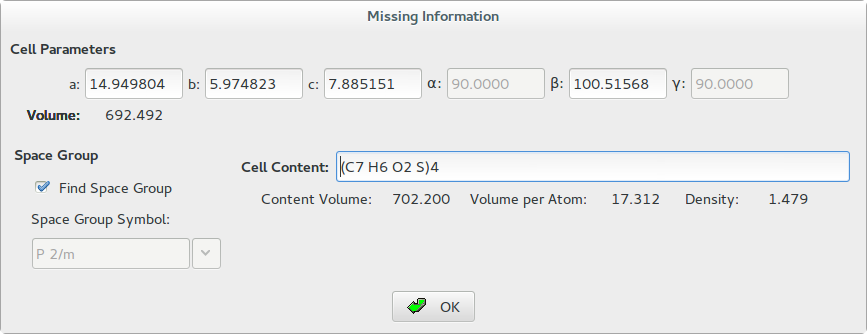 Missing Information
Cell Parameters
a: 14.949804 b: 5.974823 c: 7.885151 α: 90.0000 β: 100.51568 γ: 90.0000
Volume: 692.492
Space Group
Cell Content: (C7 H6 O2 S)4
Find Space Group
Content Volume: 702.200 Volume per Atom: 17.312 Density: 1.479
Space Group Symbol:
P 2/m
OK